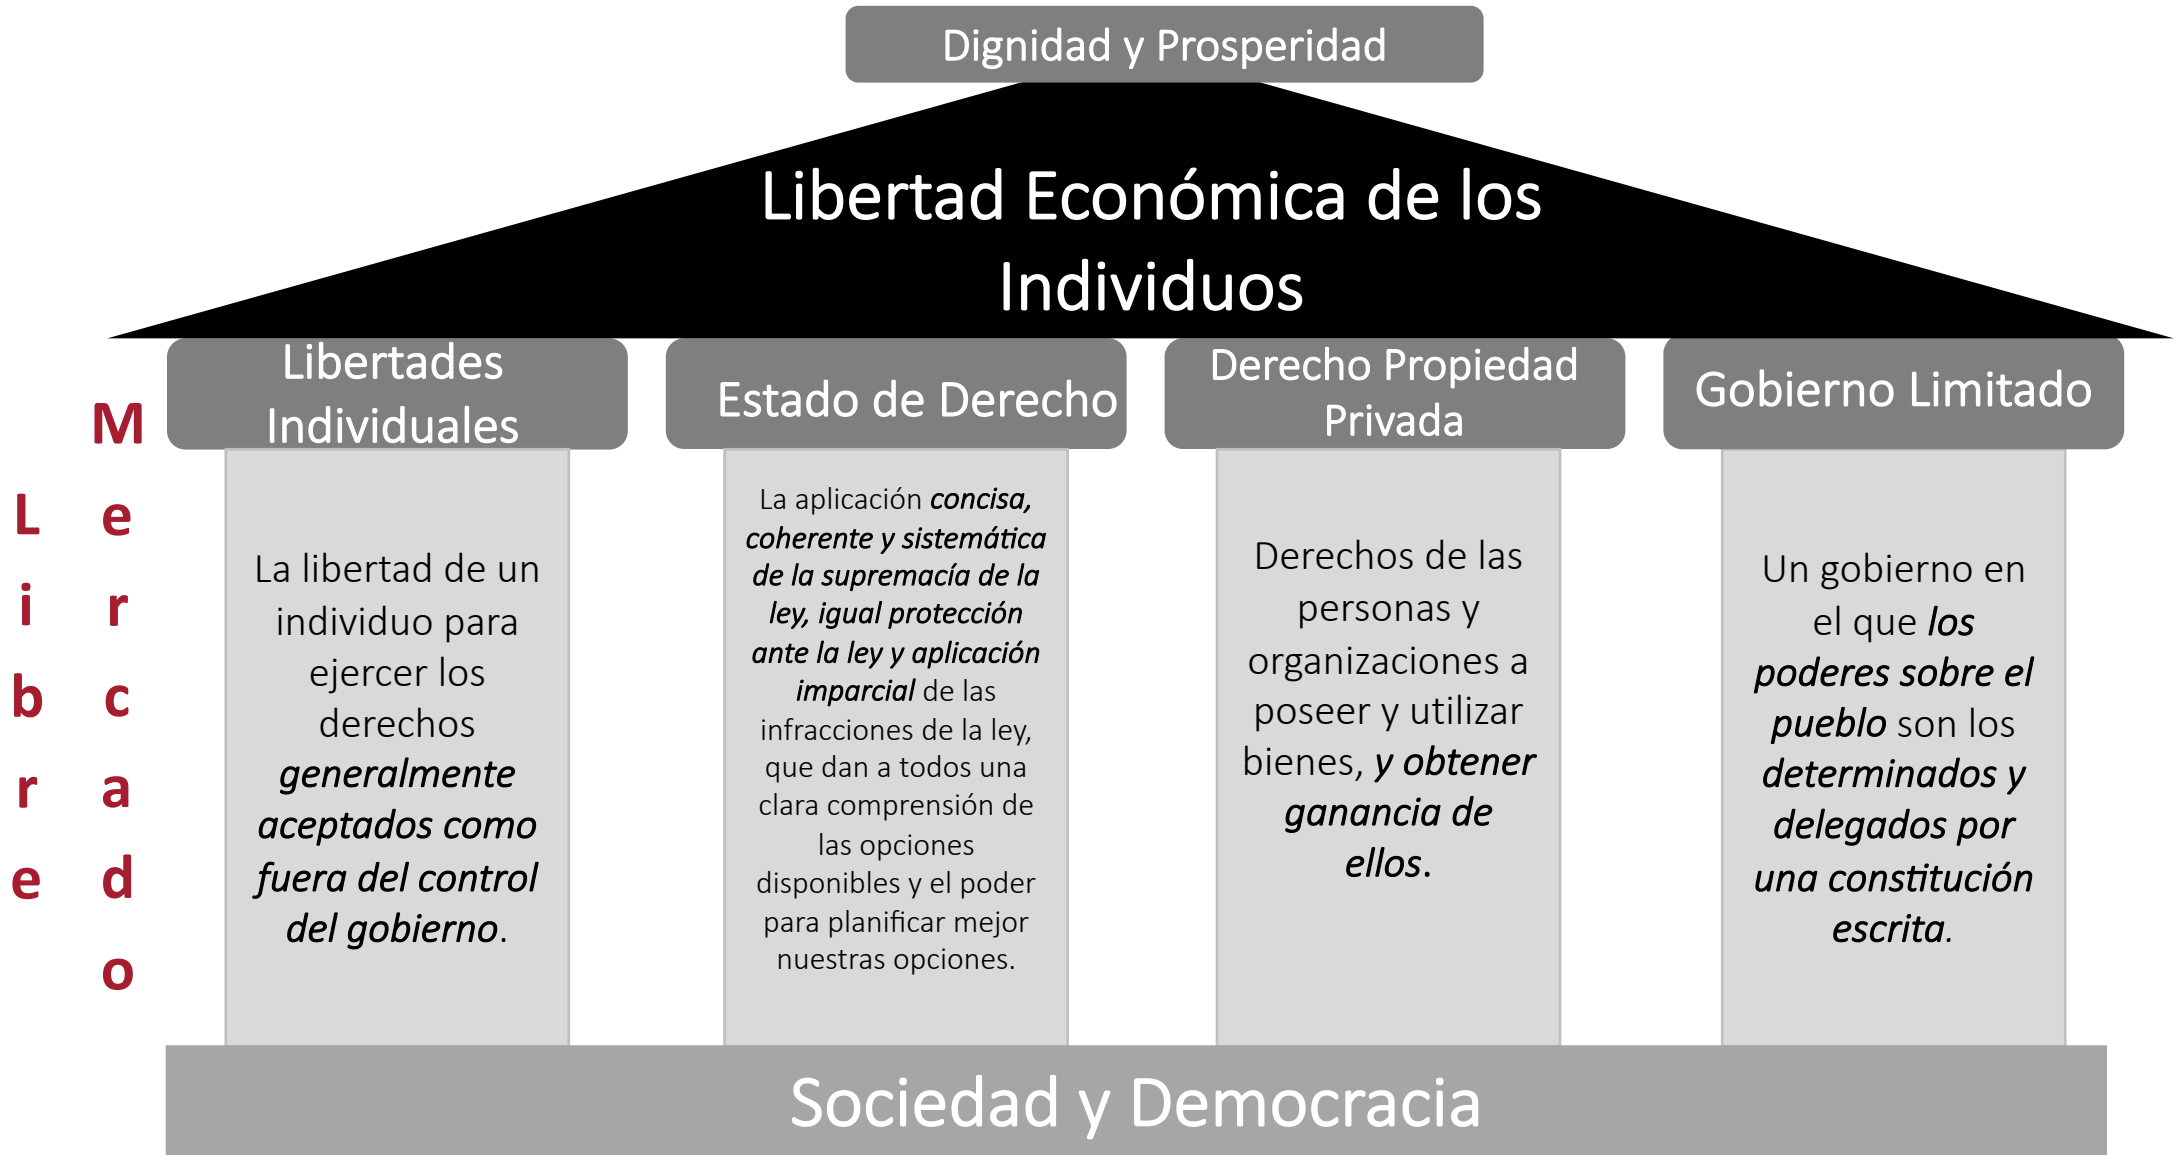 Dignidad y Prosperidad
Libertad Económica de los
Individuos
Libre
Mercado
Libertades
Individuales
La libertad de un
individuo para
ejercer los
derechos
generalmente
aceptados como
fuera del control
del gobierno.
Estado de Derecho
La aplicación concisa,
coherente y sistemática
de la supremacía de la
ley, igual protección
ante la ley y aplicación
imparcial de las
infracciones de la ley,
que dan a todos una
clara comprensión de
las opciones
disponibles y el poder
para planificar mejor
nuestras opciones.
Derecho Propiedad
Privada
Derechos de las
personas y
organizaciones a
poseer y utilizar
bienes, y obtener
ganancia de
ellos.
Gobierno Limitado
Un gobierno en
el que los
poderes sobre el
pueblo son los
determinados y
delegados por
una constitución
escrita.
Sociedad y Democracia